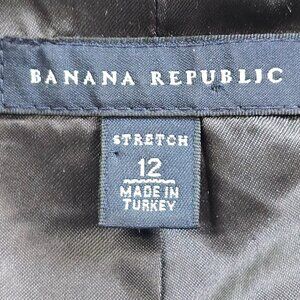 BANANA REPUBLIC
STRETCH
12
MADE IN
TURKEY